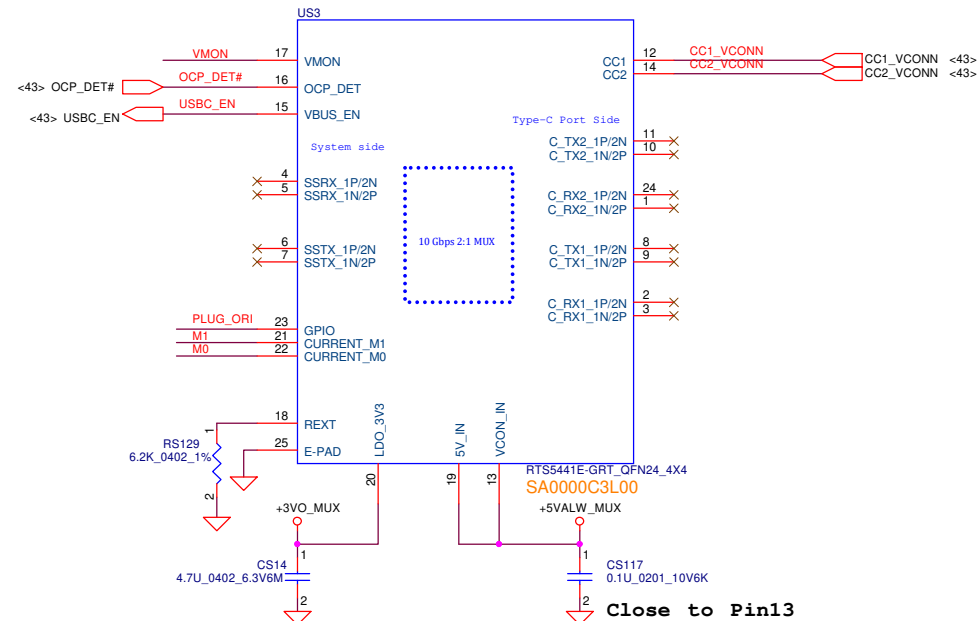 US3
VMON 17 VMON
<43> OCP_DET# OCP_DET# 16 OCP_DET
<43> USBC_EN USBC_EN 15 VBUS_EN
12 CC1 CC1_VCONN CC1_VCONN <43>
14 CC2 CC2_VCONN CC2_VCONN <43>
System side
Type-C Port Side
4 SSRX_1P/2N
5 SSRX_1N/2P
6 SSTX_1P/2N
7 SSTX_1N/2P
10 Gbps 2:1 MUX
C_TX2_1P/2N 11
C_TX2_1N/2P 10
C_RX2_1P/2N 24
C_RX2_1N/2P 1
C_TX1_1P/2N 8
C_TX1_1N/2P 9
C_RX1_1P/2N 2
C_RX1_1N/2P 3
PLUG_ORI 23 GPIO
M1 21 CURRENT_M1
M0 22 CURRENT_M0
18 REXT
25 E-PAD
1
RS129
6.2K_0402_1%
2
LDO_3V3 20
5V_IN 19
VCON_IN 13
RTS5441E-GRT_QFN24_4X4
SA0000C3L00
+3VO_MUX
+5VALW_MUX
1
CS14
4.7U_0402_6.3V6M
2
1
CS117
0.1U_0201_10V6K
2
Close to Pin13